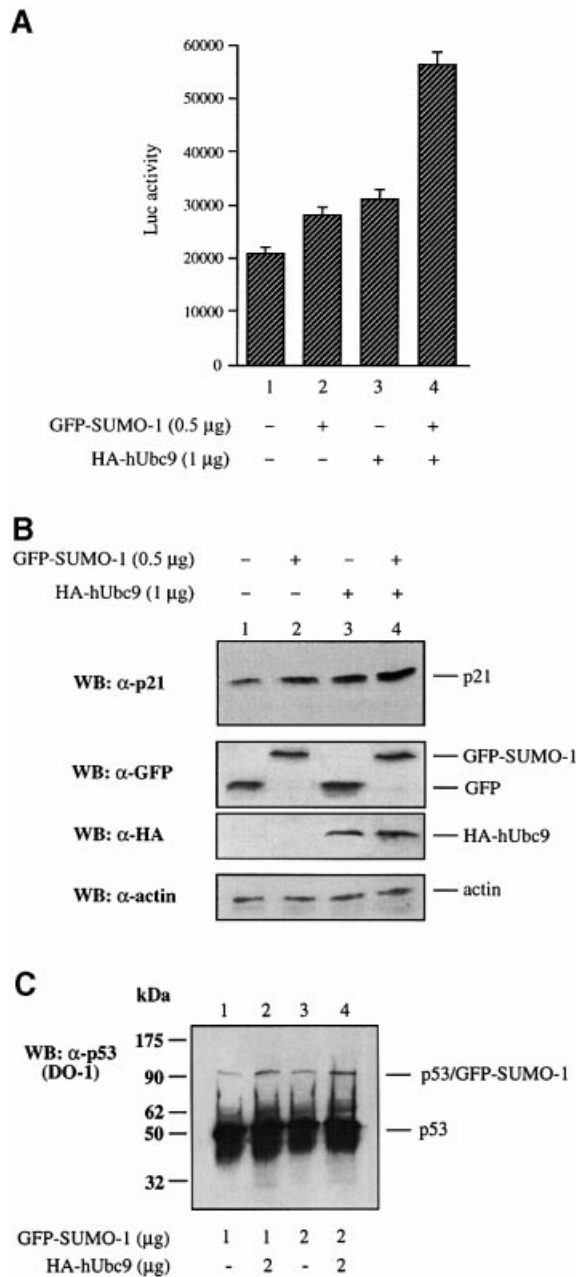 A
60000
50000
40000
30000
20000
10000
0
Luc activity
1 2 3 4
GFP-SUMO-1 (0.5 µg) – + – +
HA-hUbc9 (1 µg) – – + +
B
GFP-SUMO-1 (0.5 µg) – + – +
HA-hUbc9 (1 µg) – – + +
1 2 3 4
WB: α-p21 p21
WB: α-GFP GFP-SUMO-1
GFP
WB: α-HA HA-hUbc9
WB: α-actin actin
C
kDa 1 2 3 4
WB: α-p53
(DO-1)
175
90 p53/GFP-SUMO-1
62
50 p53
32
GFP-SUMO-1 (µg) 1 1 2 2
HA-hUbc9 (µg) - 2 - 2